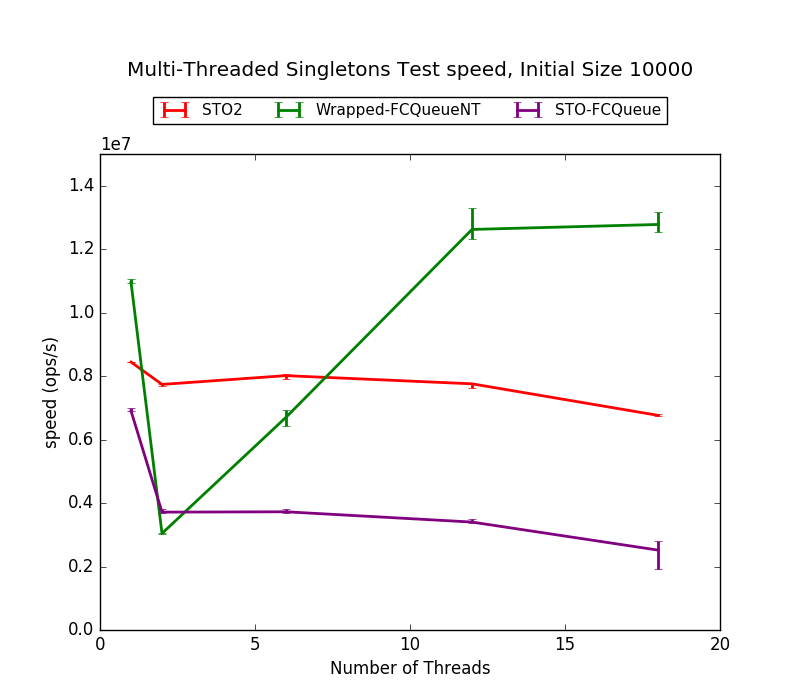 Multi-Threaded Singletons Test speed, Initial Size 10000
STO2 Wrapped-FCQueueNT STO-FCQueue
1e7
1.4
1.2
1.0
0.8
0.6
0.4
0.2
0.0
speed (ops/s)
0 5 10 15 20
Number of Threads